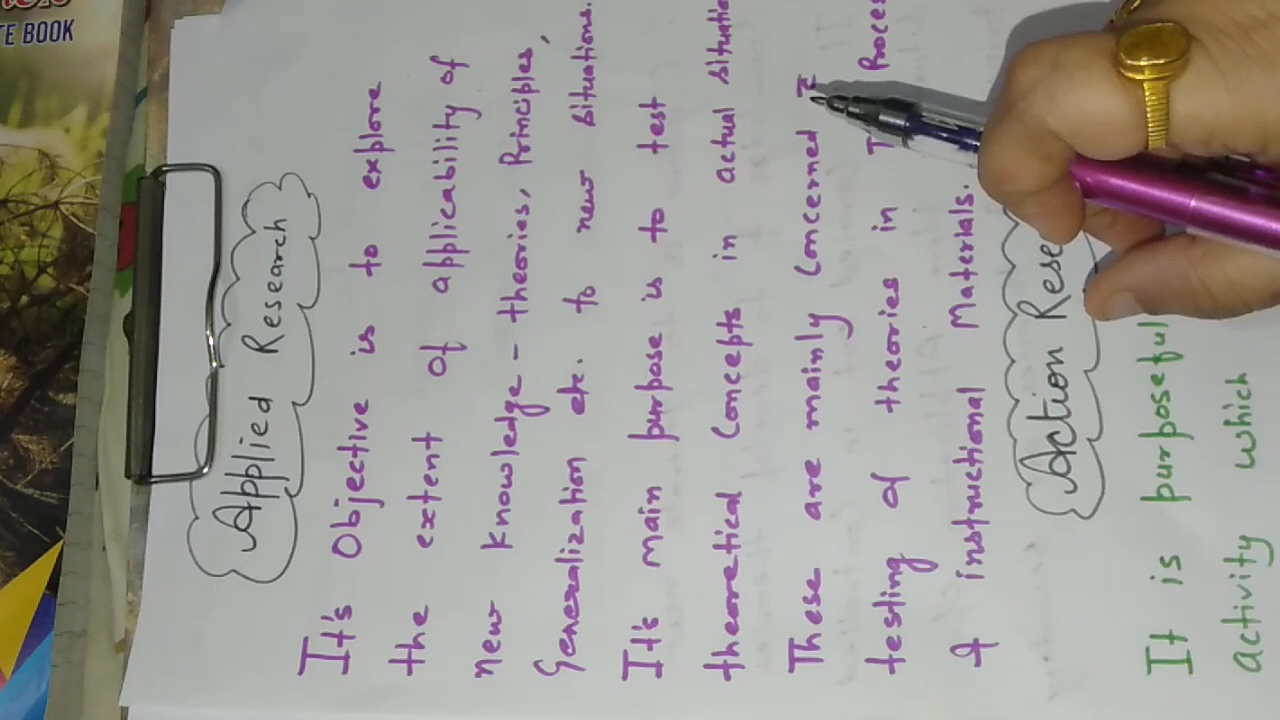 TE BOOK
Applied Research
It's Objective is to explore
the extent of applicability of
new knowledge - theories, Principles,
Generalization etc. to new situations.
It's main purpose is to test
theoretical Concepts in actual
These are mainly Concerned
testing of theories in
& instructional Materials.
Action
It is purposeful
activity which